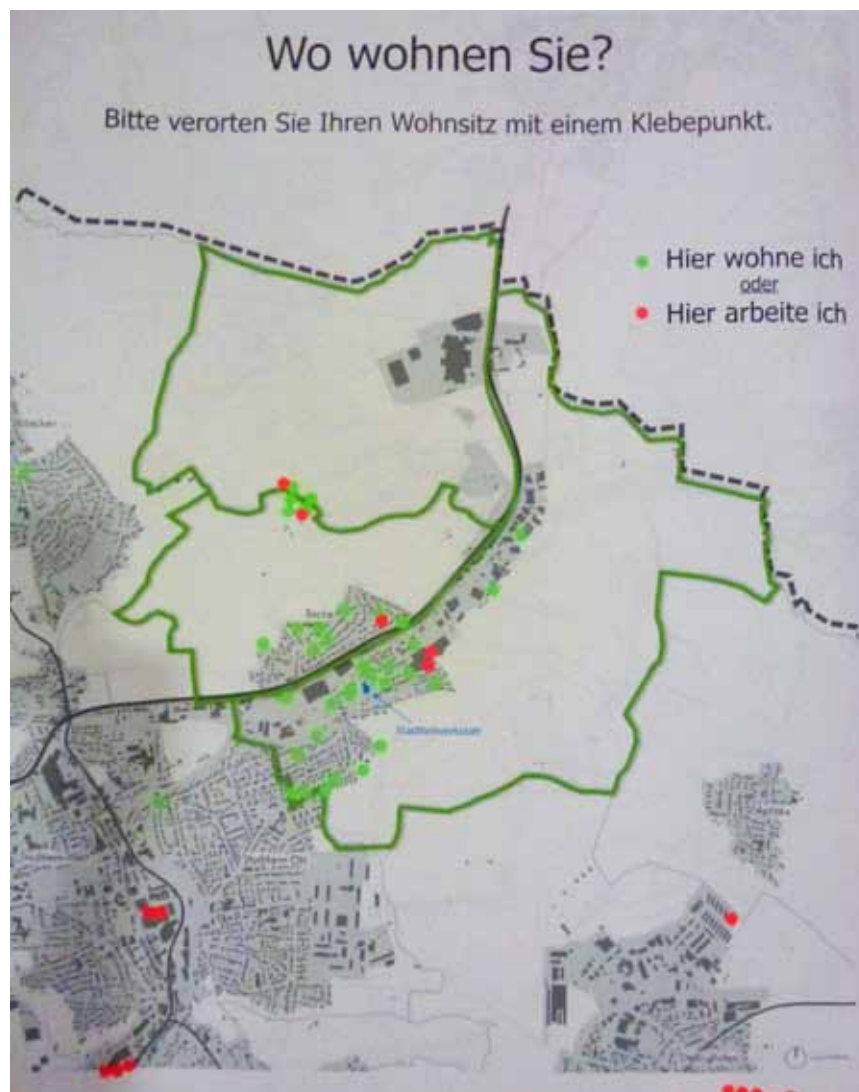 Wo wohnen Sie?
Bitte verorten Sie Ihren Wohnsitz mit einem Klebepunkt.
Hier wohne ich
oder
Hier arbeite ich